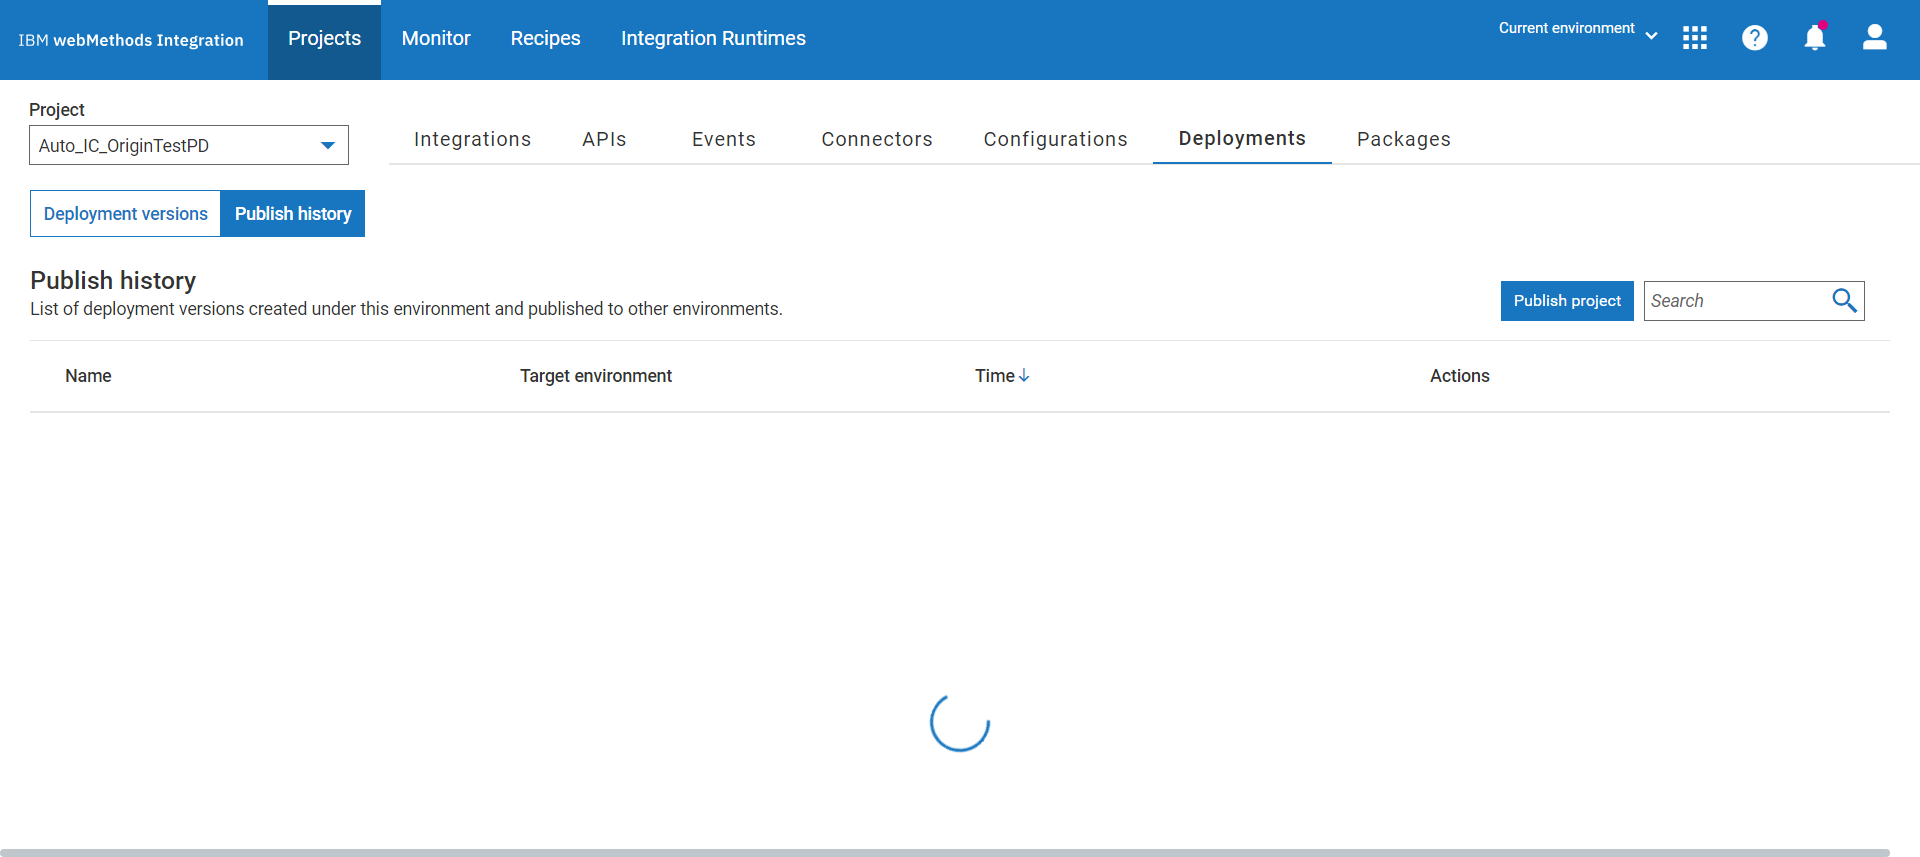 IBM webMethods Integration
Projects
Monitor
Recipes
Integration Runtimes
Current environment
Project
Auto_IC_OriginTestPD
Integrations
APIs
Events
Connectors
Configurations
Deployments
Packages
Deployment versions
Publish history
Publish history
List of deployment versions created under this environment and published to other environments.
Publish project
Search
Name
Target environment
Time
Actions